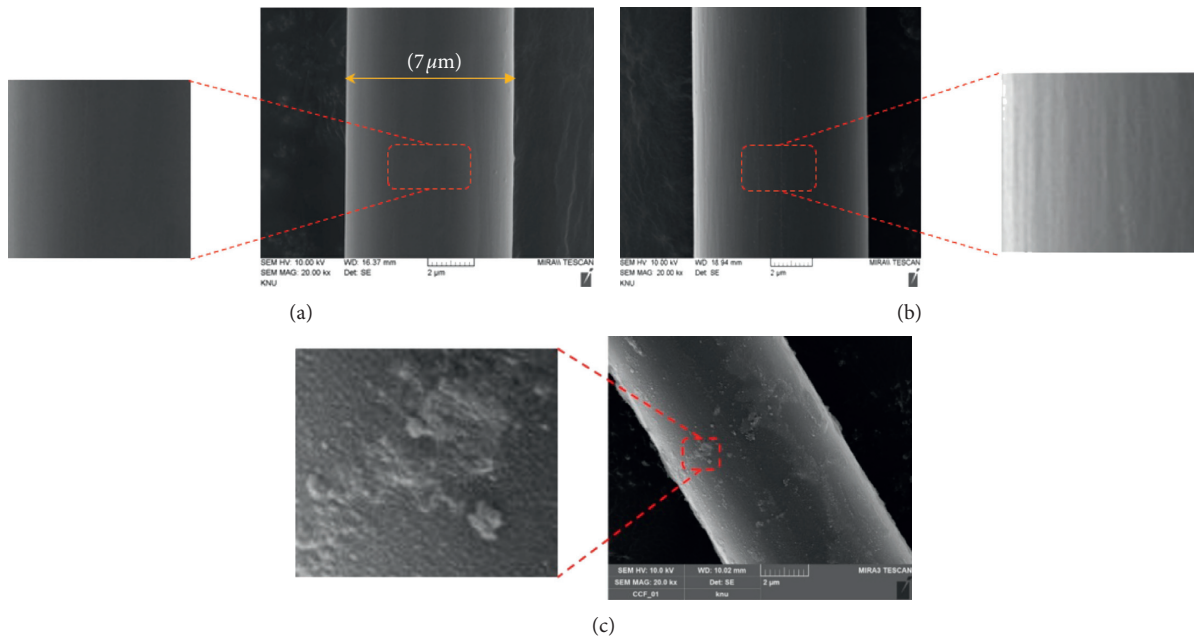 (7 μm)
SEM HV: 10.00 kV WD: 16.37 mm MIRA\\ TESCAN
SEM MAG: 20.00 kx Det: SE 2 μm
KNU
(a)
SEM HV: 10.00 kV WD: 18.94 mm MIRA\\ TESCAN
SEM MAG: 20.00 kx Det: SE 2 μm
KNU
(b)
SEM HV: 10.0 kV WD: 10.02 mm MIRA3 TESCAN
SEM MAG: 20.0 kx Det: SE 2 μm
CCF_01 knu
(c)